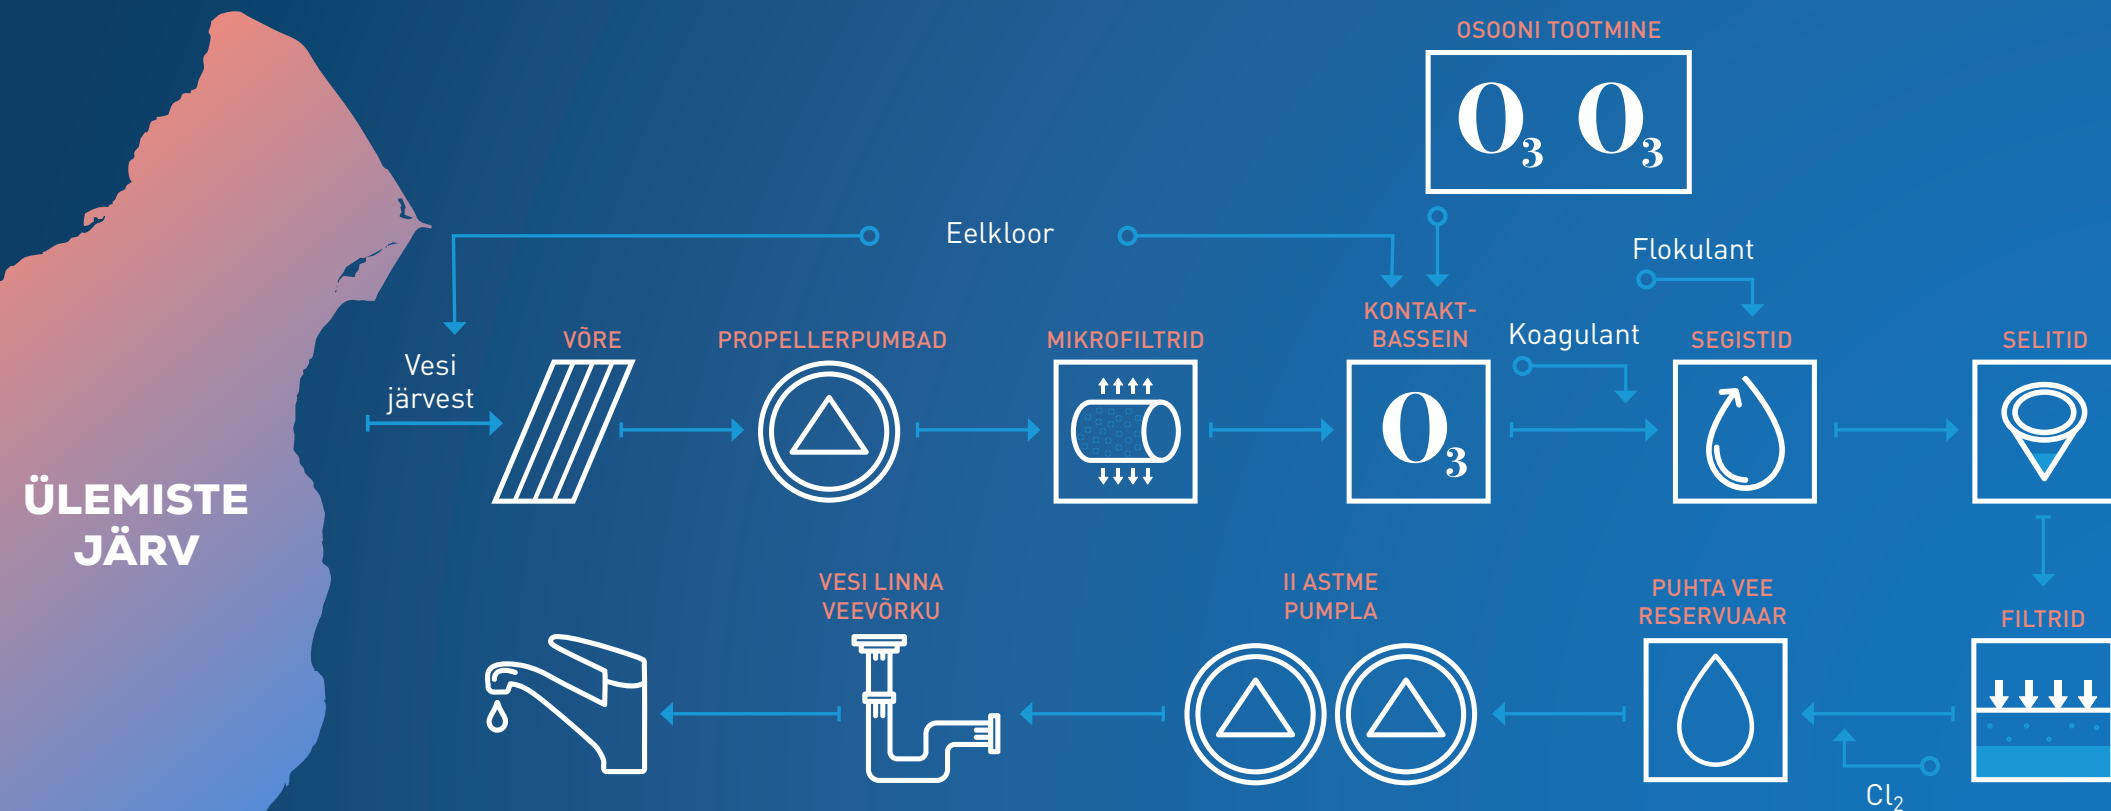 OSOONI TOOTMINE
O₃ O₃
Eelkloor
Flokulant
Vesi
järvest
VÕRE
PROPELLERPUMBAD
MIKROFILTRID
KONTAKT-
BASSEIN
O₃
Koagulant
SEGISTID
SELITID
ÜLEMISTE
JÄRV
VESI LINNA
VEEVÕRKU
II ASTME
PUMPLA
PUHTA VEE
RESERVUAAR
FILTRID
Cl₂